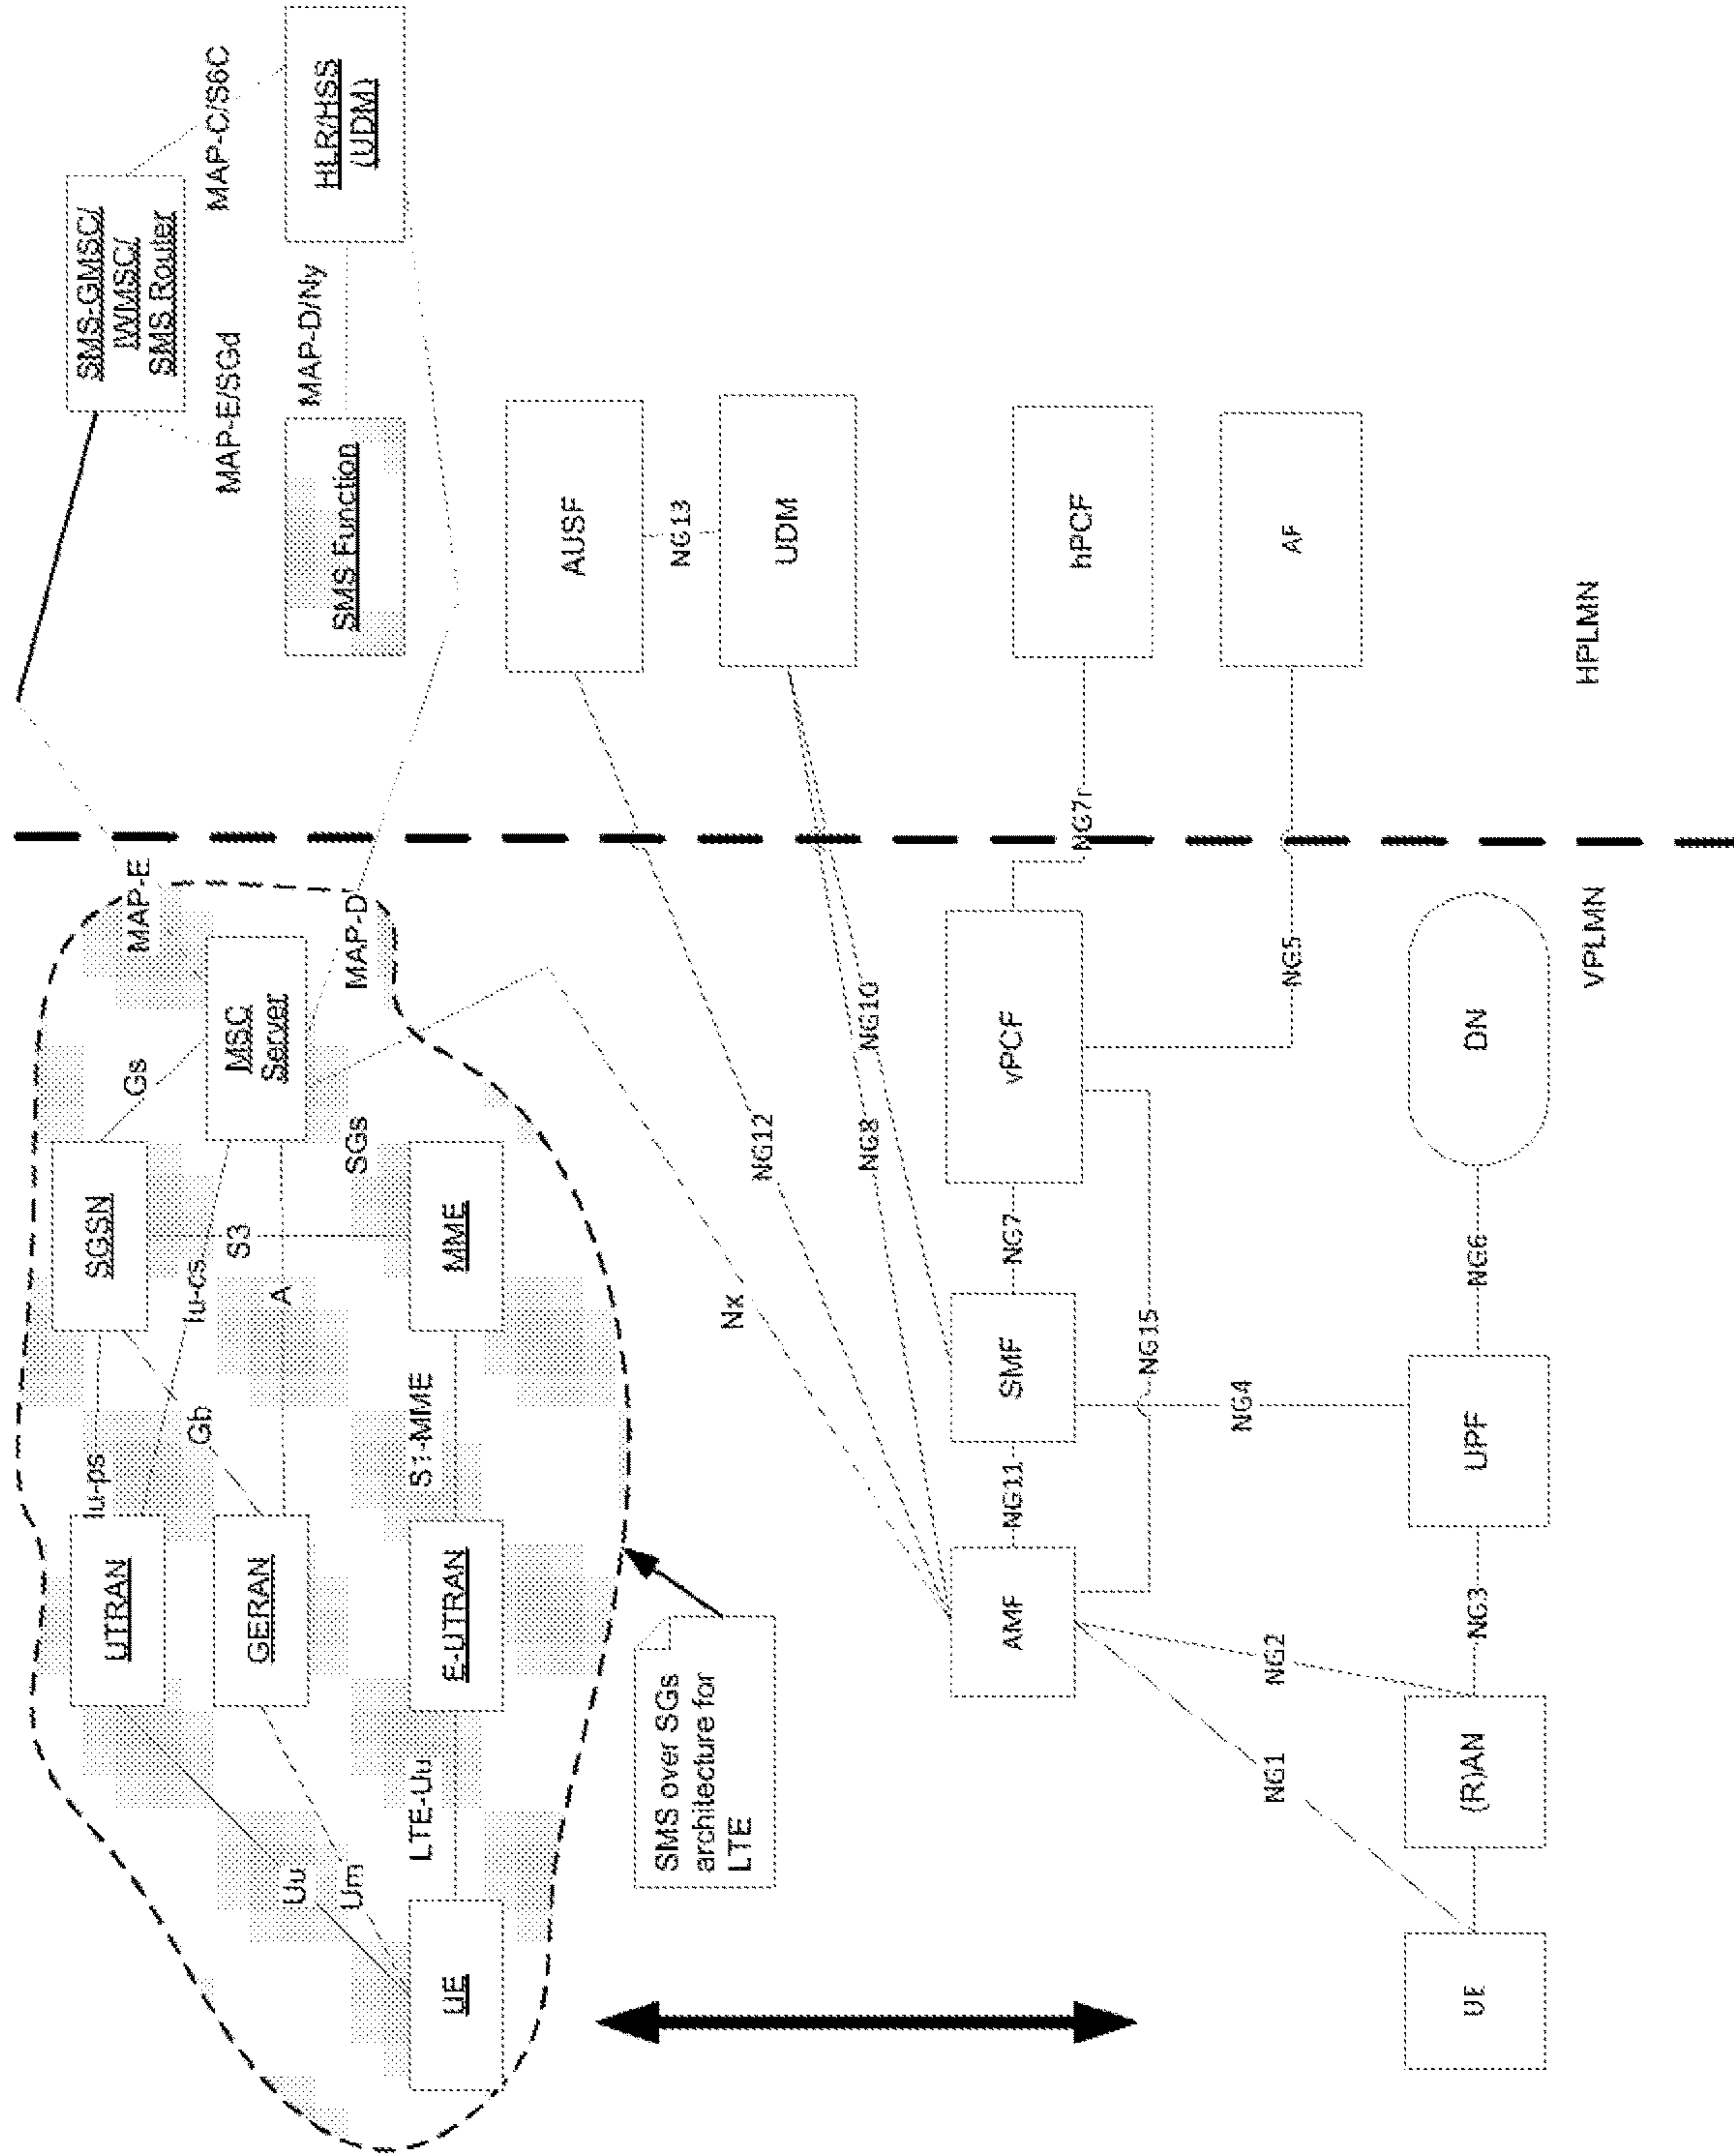 SMS-GMSC/
IWMSC/
SMS Router
MAP-C/S6C
MAP-E/SGd
HLR/HSS
(UDM)
MAP-D/Ny
SMS Function
MAP-E
MAP-D
SGSN
Gs
MSC
Server
Iu-ps
Iu-cs
S3
A
Gb
SGs
UTRAN
GERAN
MME
S1-MME
E-UTRAN
Uu
Um
LTE-Uu
UE
SMS over SGs
architecture for
LTE
Nx
AUSF
NG13
UDM
NG12
NG8
NG10
hPCF
AF
NG7r
NG5
AMF
NG11
SMF
NG7
vPCF
NG15
NG4
NG1
NG2
UE
(R)AN
NG3
UPF
NG6
DN
VPLMN
HPLMN